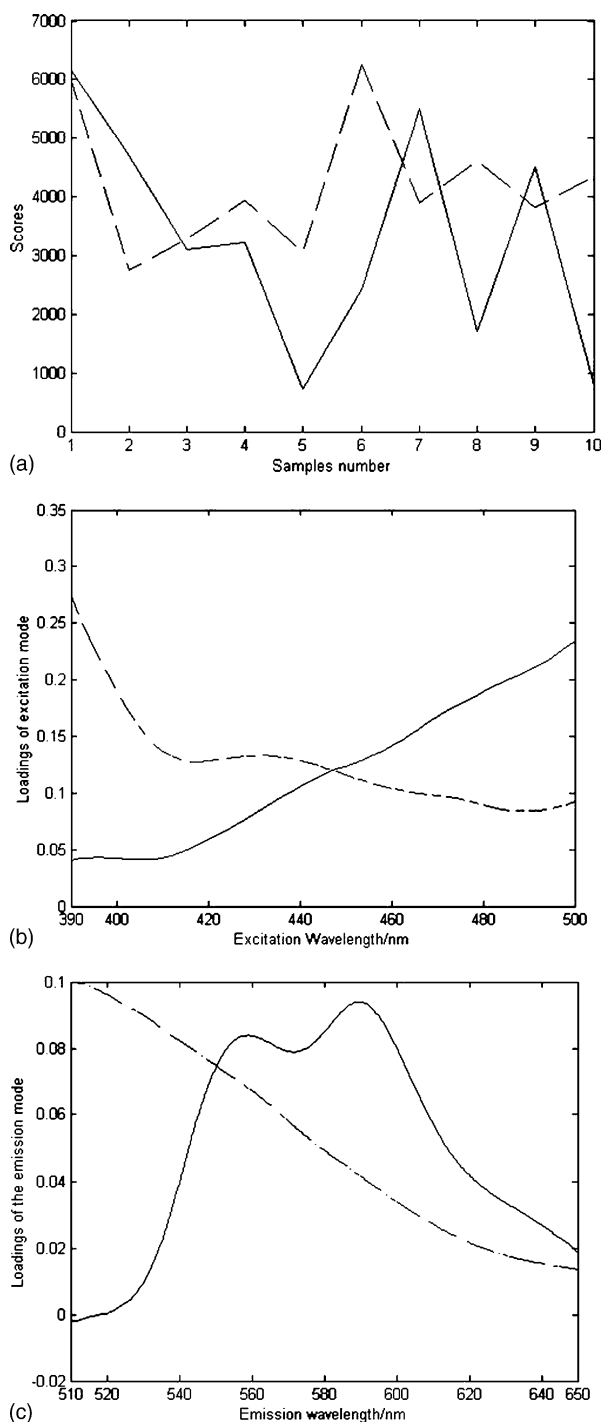 7000
6000
5000
4000
3000
2000
1000
0
Scores
1 2 3 4 5 6 7 8 9 10
Samples number
(a)
0.35
0.3
0.25
0.2
0.15
0.1
0.05
0
Loadings of excitation mode
390 400 420 440 460 480 500
Excitation Wavelength/nm
(b)
0.1
0.08
0.06
0.04
0.02
0
-0.02
Loadings of the emission mode
510 520 540 560 580 600 620 640 650
Emission wavelength/nm
(c)